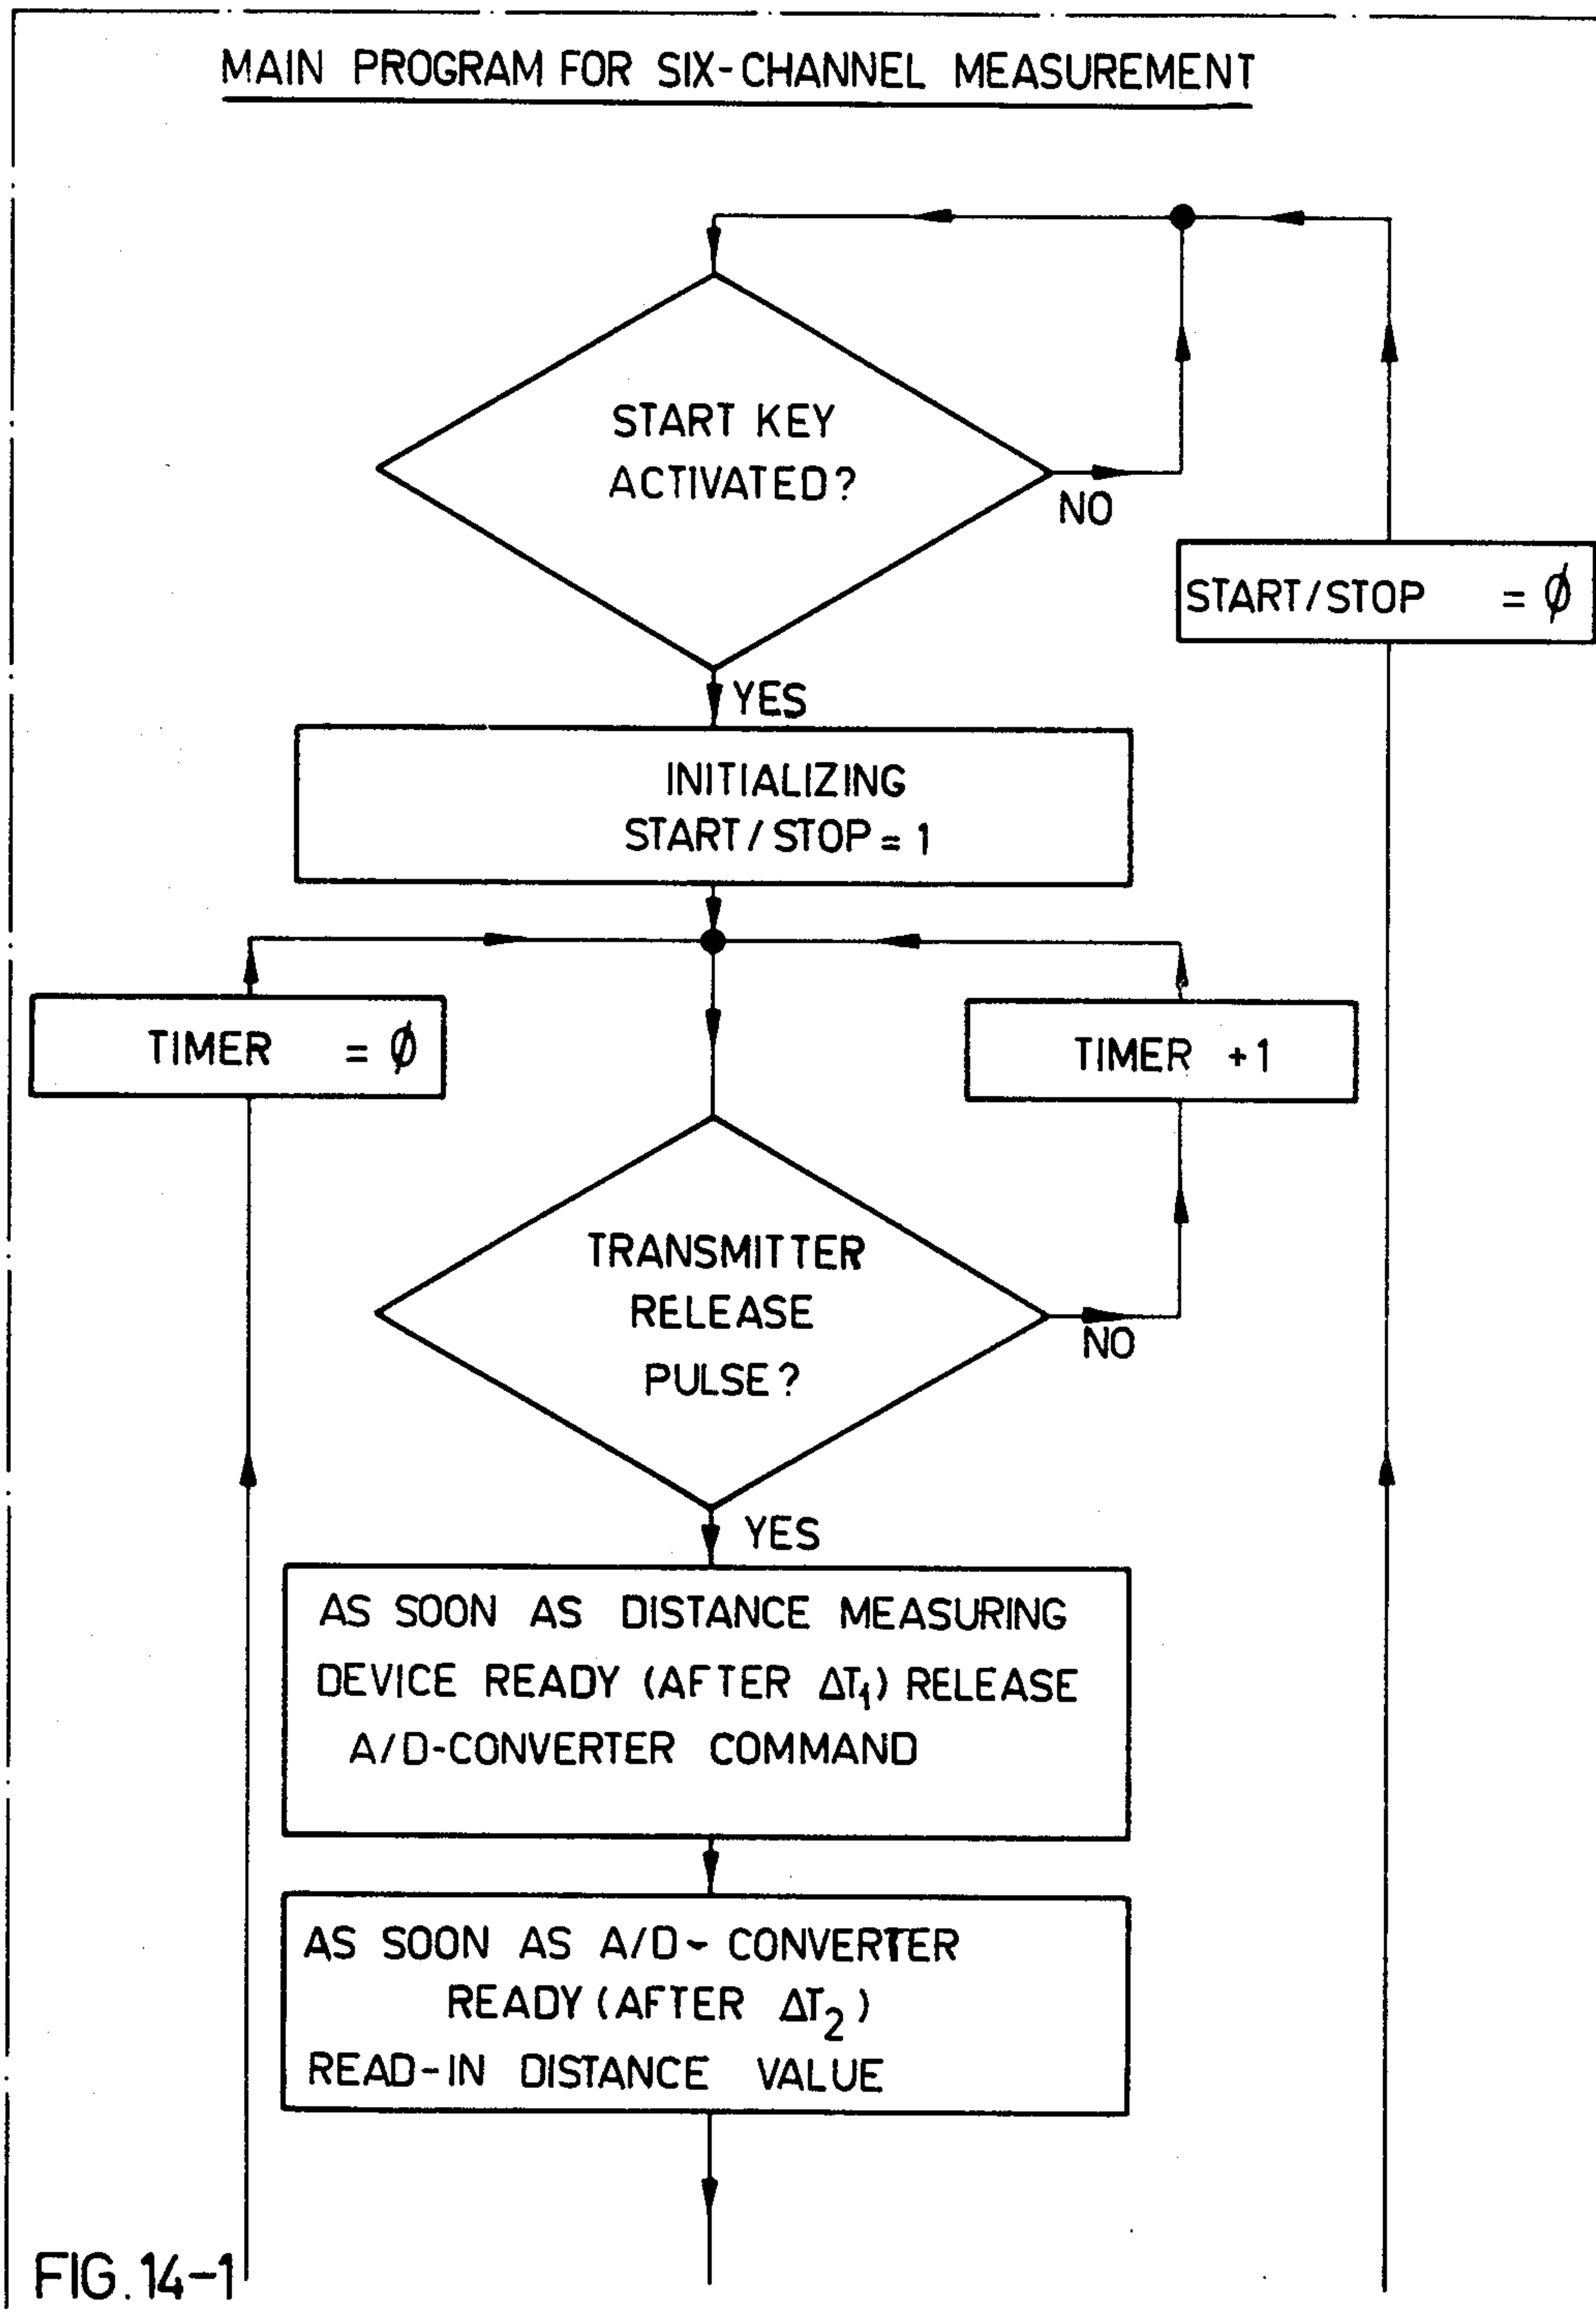 MAIN PROGRAM FOR SIX-CHANNEL MEASUREMENT
START KEY
ACTIVATED?
NO
START/STOP = Ø
YES
INITIALIZING
START/STOP = 1
TIMER = Ø
TIMER +1
TRANSMITTER
RELEASE
PULSE?
NO
YES
AS SOON AS DISTANCE MEASURING
DEVICE READY (AFTER ΔT₁) RELEASE
A/D-CONVERTER COMMAND
AS SOON AS A/D- CONVERTER
READY (AFTER ΔT₂)
READ-IN DISTANCE VALUE
FIG. 14-1